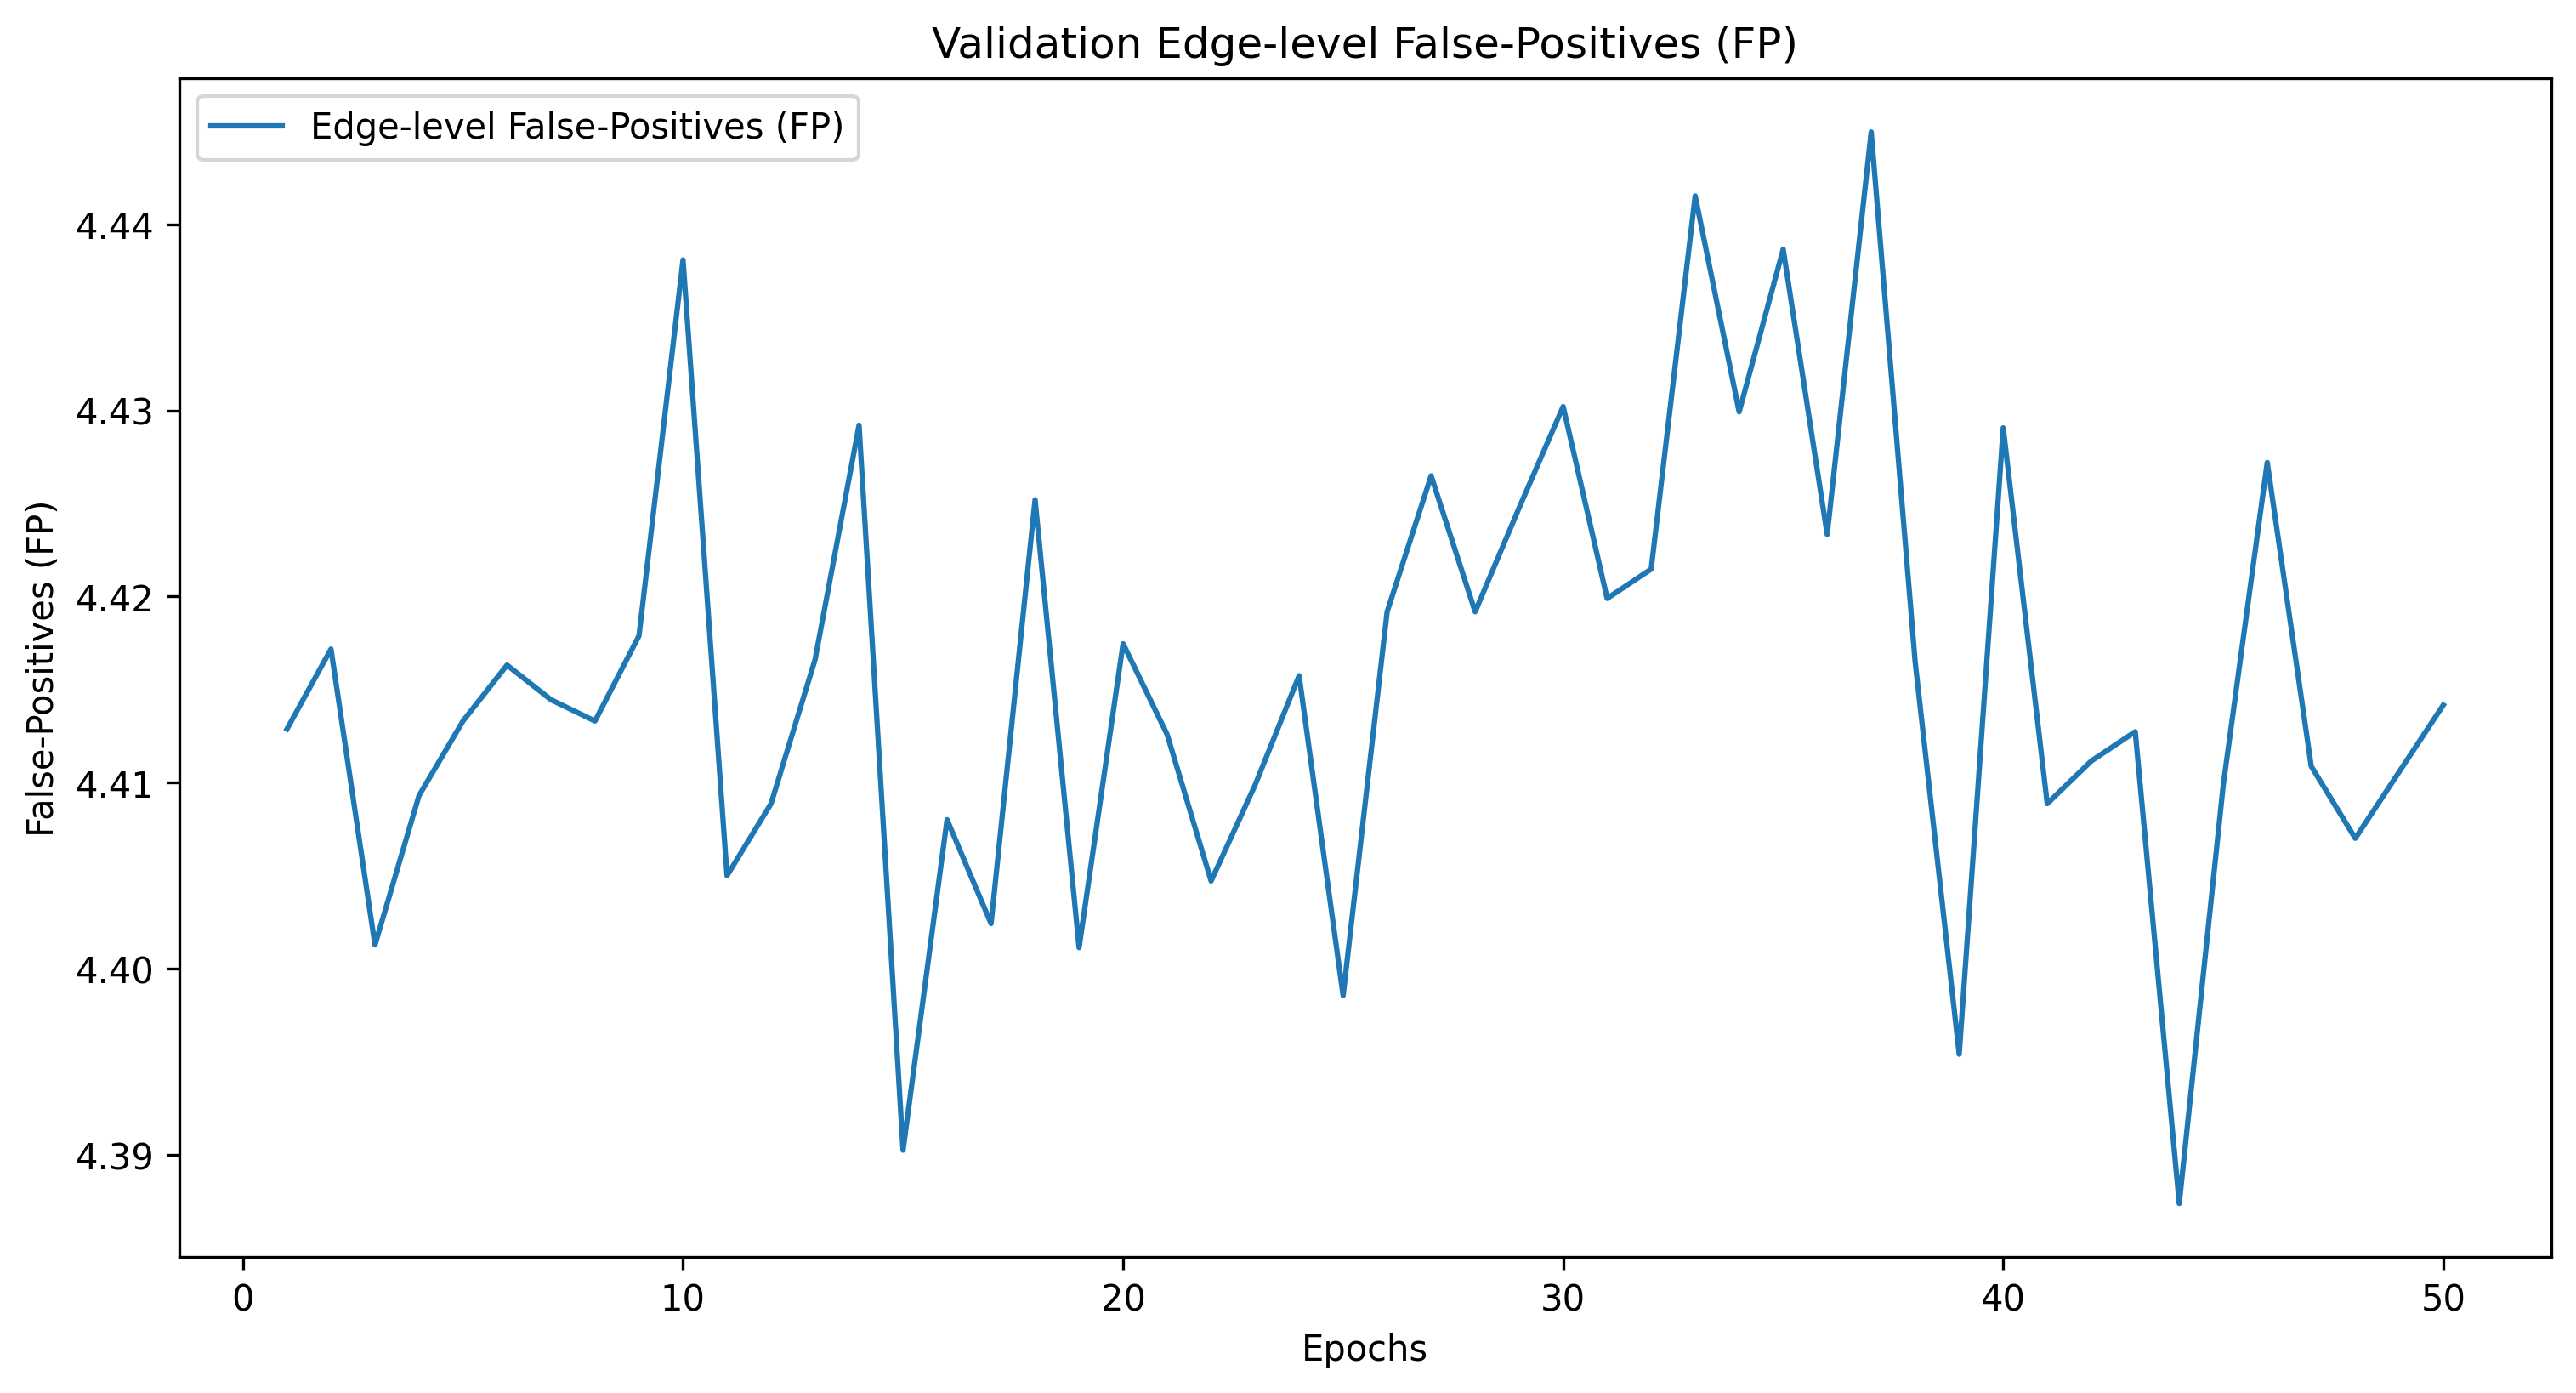 Validation Edge-level False-Positives (FP)
Edge-level False-Positives (FP)
False-Positives (FP)
4.44
4.43
4.42
4.41
4.40
4.39
0 10 20 30 40 50
Epochs